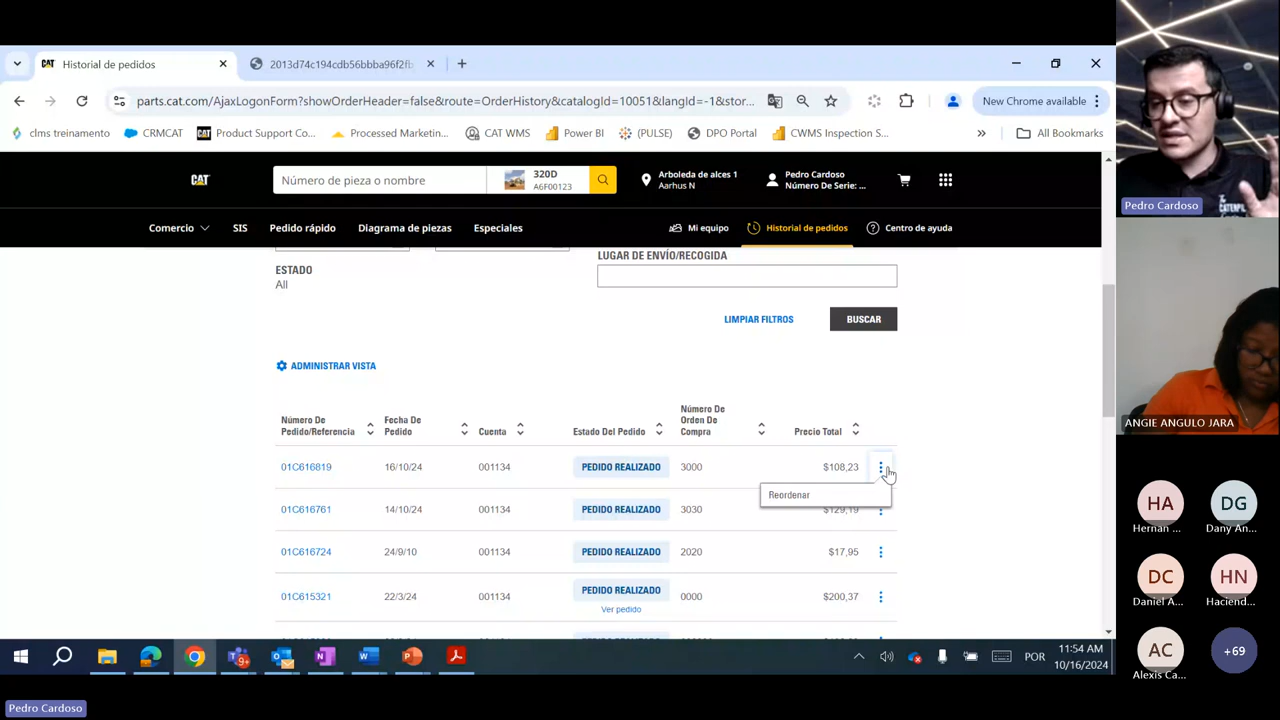 Historial de pedidos
2013d74c194cdb56bbba96f2fb
parts.cat.com/AjaxLogonForm?showOrderHeader=false&route=OrderHistory&catalogId=10051&langId=-1&stor...
New Chrome available
clms treinamento
CRMCAT
Product Support Co...
Processed Marketin...
CAT WMS
Power BI
(PULSE)
DPO Portal
CWMS Inspection S...
All Bookmarks
CAT
Número de pieza o nombre
320D
A6F00123
Arboleda de alces 1
Aarhus N
Pedro Cardoso
Número De Serie: ...
Comercio
SIS
Pedido rápido
Diagrama de piezas
Especiales
Mi equipo
Historial de pedidos
Centro de ayuda
ESTADO
All
LUGAR DE ENVÍO/RECOGIDA
LIMPIAR FILTROS
BUSCAR
ADMINISTRAR VISTA
Número De Pedido/Referencia
Fecha De Pedido
Cuenta
Estado Del Pedido
Número De Orden De Compra
Precio Total
01C616819 16/10/24 001134 PEDIDO REALIZADO 3000 $108,23
Reordenar
01C616761 14/10/24 001134 PEDIDO REALIZADO 3030 $129,19
01C616724 24/9/10 001134 PEDIDO REALIZADO 2020 $17,95
01C615321 22/3/24 001134 PEDIDO REALIZADO 0000 $200,37
Ver pedido
POR
11:54 AM
10/16/2024
Pedro Cardoso
Pedro Cardoso
ANGIE ANGULO JARA
HA
Hernan ...
DG
Dany An...
DC
Daniel A...
HN
Haciend...
AC
Alexis Ca...
+69